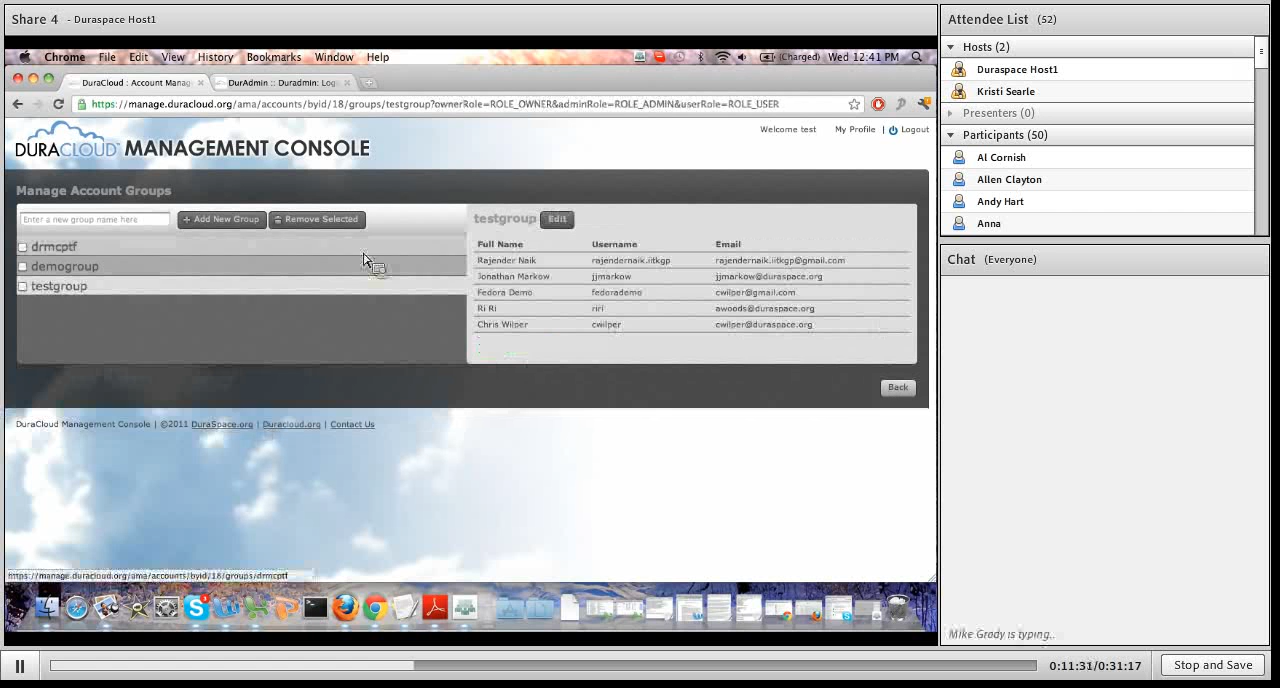 Share 4 - Duraspace Host1
Chrome File Edit View History Bookmarks Window Help (Charged) Wed 12:41 PM
DuraCloud : Account Manag DurAdmin :: Duradmin: Log
https://manage.duracloud.org/ama/accounts/byid/18/groups/testgroup?ownerRole=ROLE_OWNER&adminRole=ROLE_ADMIN&userRole=ROLE_USER
Welcome test My Profile | Logout
DURACLOUD MANAGEMENT CONSOLE
Manage Account Groups
Enter a new group name here + Add New Group Remove Selected
drmcptf
demogroup
testgroup
testgroup Edit
Full Name Username Email
Rajender Naik rajendernaik.iitkgp rajendernaik.iitkgp@gmail.com
Jonathan Markow jjmarkow jjmarkow@duraspace.org
Fedora Demo fedorademo cwilper@gmail.com
Ri Ri riri awoods@duraspace.org
Chris Wilper cwilper cwilper@duraspace.org
Back
DuraCloud Management Console | ©2011 DuraSpace.org | Duracloud.org | Contact Us
https://manage.duracloud.org/ama/accounts/byid/18/groups/drmcptf
Attendee List (52)
Hosts (2)
Duraspace Host1
Kristi Searle
Presenters (0)
Participants (50)
Al Cornish
Allen Clayton
Andy Hart
Anna
Chat (Everyone)
Mike Grady is typing..
0:11:31/0:31:17 Stop and Save